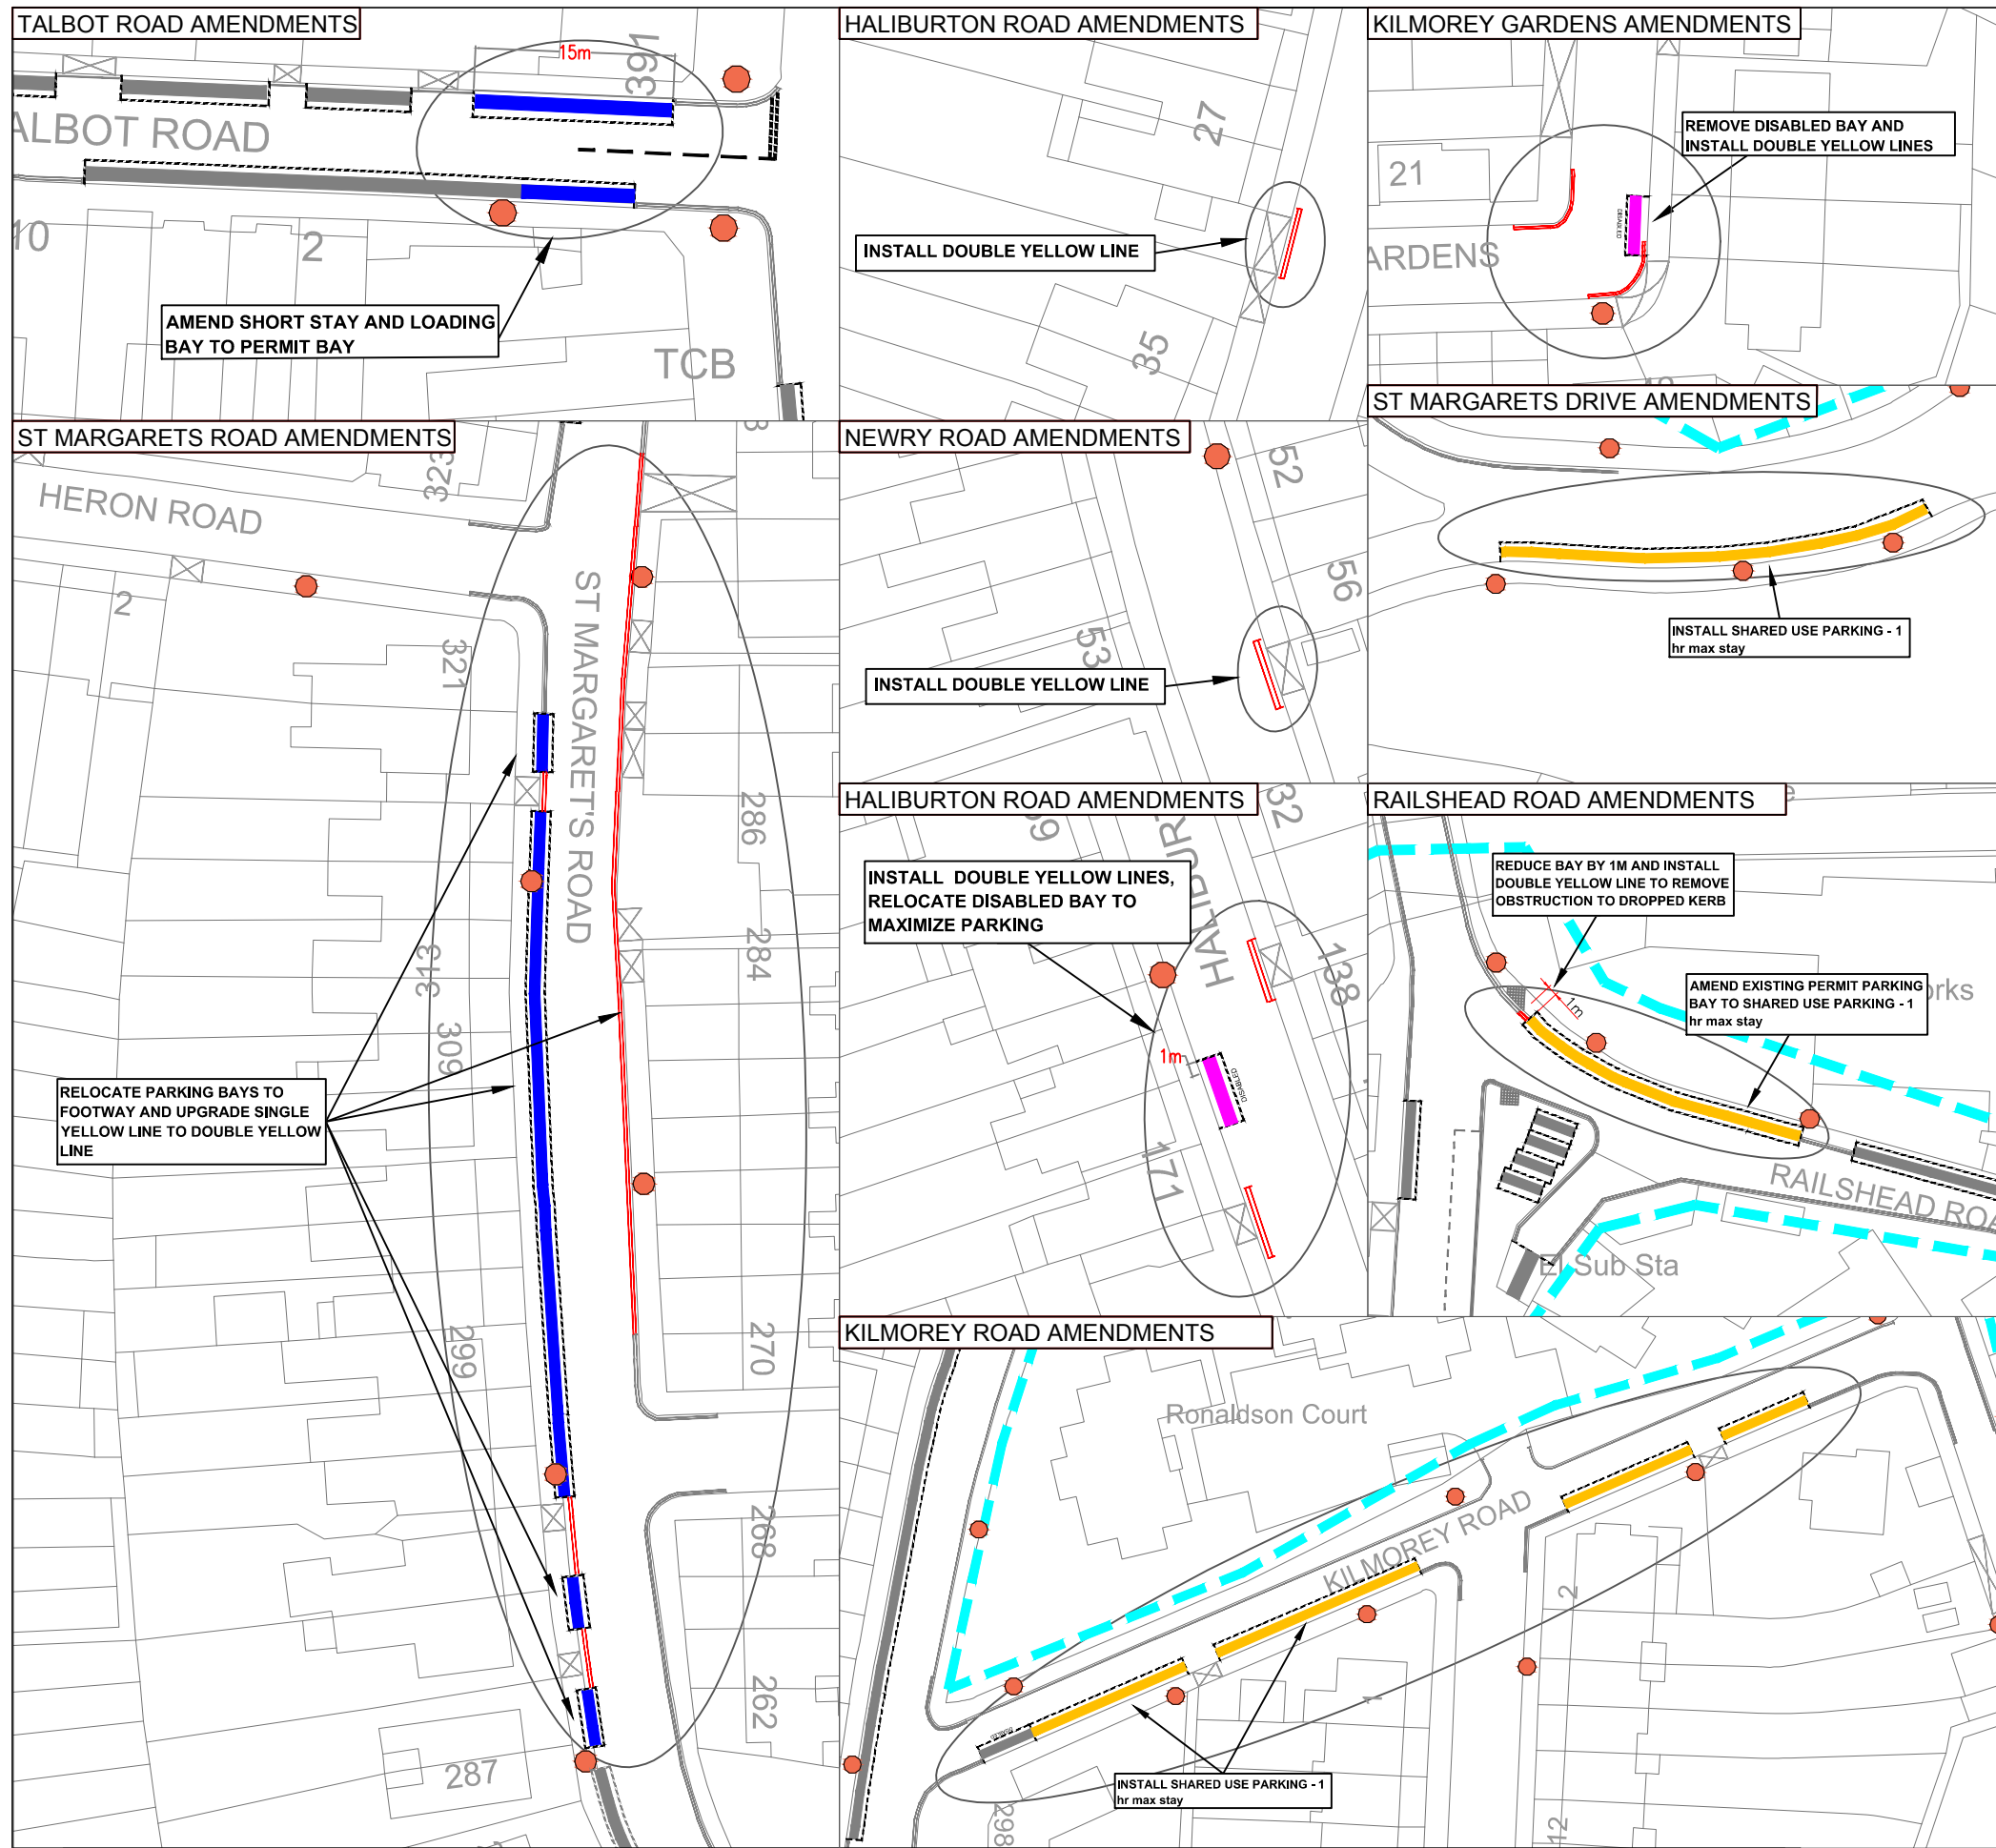 TALBOT ROAD AMENDMENTS
15m
391
ALBOT ROAD
10
2
AMEND SHORT STAY AND LOADING
BAY TO PERMIT BAY
TCB
HALIBURTON ROAD AMENDMENTS
27
INSTALL DOUBLE YELLOW LINE
35
KILMOREY GARDENS AMENDMENTS
REMOVE DISABLED BAY AND
INSTALL DOUBLE YELLOW LINES
21
DISABLED
ARDENS
ST MARGARETS DRIVE AMENDMENTS
INSTALL SHARED USE PARKING - 1
hr max stay
ST MARGARETS ROAD AMENDMENTS
323
HERON ROAD
2
321
ST MARGARET'S ROAD
286
313
284
309
RELOCATE PARKING BAYS TO
FOOTWAY AND UPGRADE SINGLE
YELLOW LINE TO DOUBLE YELLOW
LINE
299
270
268
262
287
NEWRY ROAD AMENDMENTS
52
56
53
INSTALL DOUBLE YELLOW LINE
HALIBURTON ROAD AMENDMENTS
32
HALIBUR
INSTALL DOUBLE YELLOW LINES,
RELOCATE DISABLED BAY TO
MAXIMIZE PARKING
138
1m
DISABLED
171
RAILSHEAD ROAD AMENDMENTS
REDUCE BAY BY 1M AND INSTALL
DOUBLE YELLOW LINE TO REMOVE
OBSTRUCTION TO DROPPED KERB
1m
AMEND EXISTING PERMIT PARKING
BAY TO SHARED USE PARKING - 1
hr max stay
orks
RAILSHEAD ROA
El Sub Sta
KILMOREY ROAD AMENDMENTS
Ronaldson Court
KILMOREY ROAD
2
1
INSTALL SHARED USE PARKING - 1
hr max stay
298
12